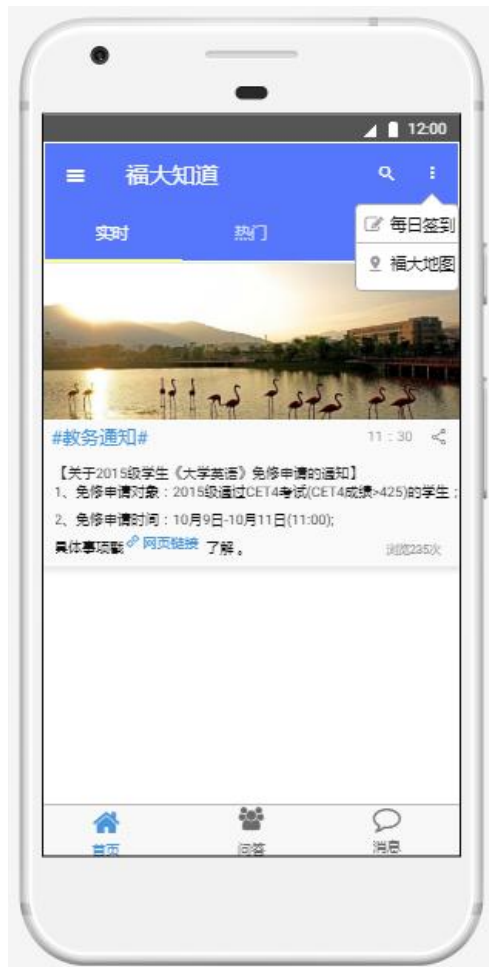 12:00
福大知道
实时
热门
每日签到
福大地图
#教务通知#
11:30
【关于2015级学生《大学英语》免修申请的通知】
1、免修申请对象：2015级通过CET4考试(CET4成绩>425)的学生；
2、免修申请时间：10月9日-10月11日(11:00);
具体事项戳 网页链接 了解。
浏览235次
首页
问答
消息